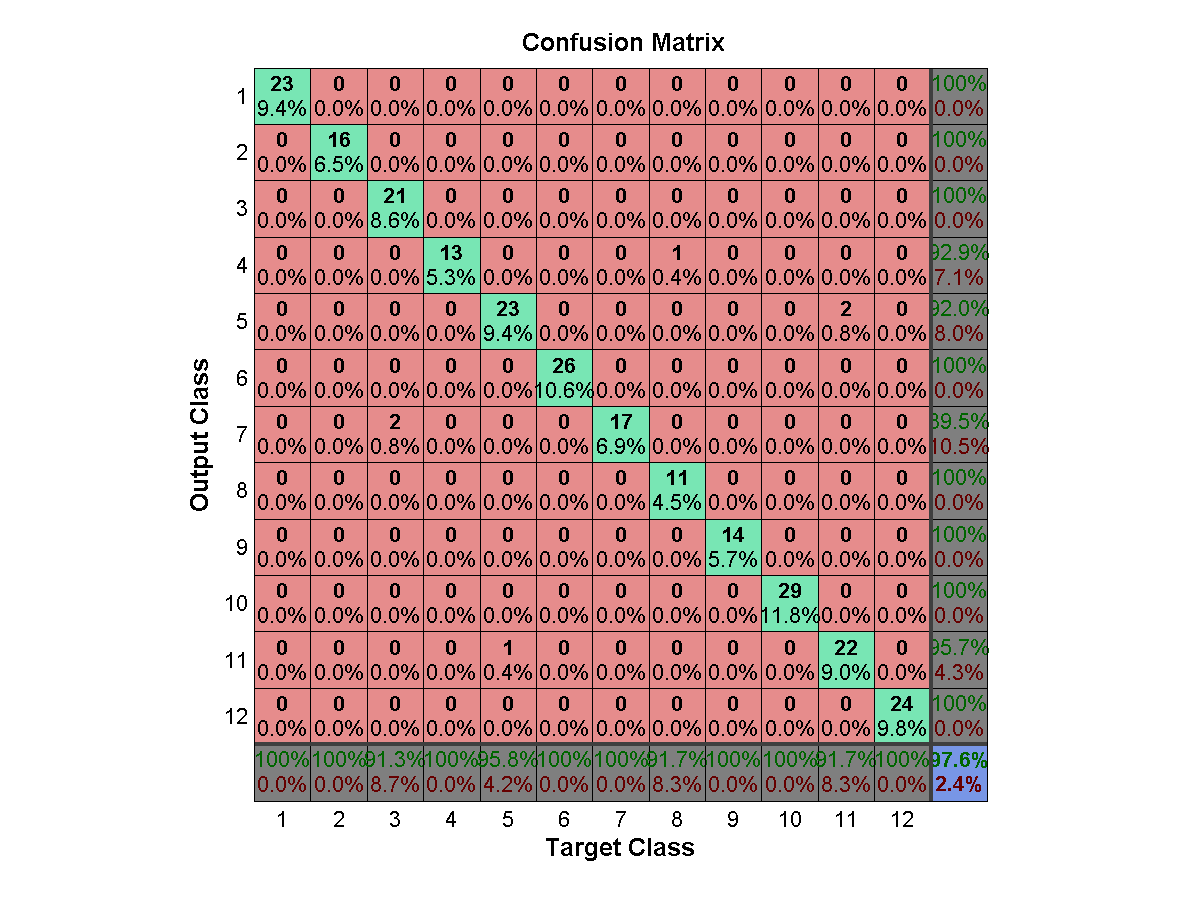 Confusion Matrix
23 0 0 0 0 0 0 0 0 0 0 0 100%
1
9.4% 0.0% 0.0% 0.0% 0.0% 0.0% 0.0% 0.0% 0.0% 0.0% 0.0% 0.0% 0.0%
0 16 0 0 0 0 0 0 0 0 0 0 100%
2
0.0% 6.5% 0.0% 0.0% 0.0% 0.0% 0.0% 0.0% 0.0% 0.0% 0.0% 0.0% 0.0%
0 0 21 0 0 0 0 0 0 0 0 0 100%
3
0.0% 0.0% 8.6% 0.0% 0.0% 0.0% 0.0% 0.0% 0.0% 0.0% 0.0% 0.0% 0.0%
0 0 0 13 0 0 0 1 0 0 0 0 92.9%
4
0.0% 0.0% 0.0% 5.3% 0.0% 0.0% 0.0% 0.4% 0.0% 0.0% 0.0% 0.0% 7.1%
0 0 0 0 23 0 0 0 0 0 2 0 92.0%
5
0.0% 0.0% 0.0% 0.0% 9.4% 0.0% 0.0% 0.0% 0.0% 0.0% 0.8% 0.0% 8.0%
0 0 0 0 0 26 0 0 0 0 0 0 100%
6
0.0% 0.0% 0.0% 0.0% 0.0% 10.6% 0.0% 0.0% 0.0% 0.0% 0.0% 0.0% 0.0%
0 0 2 0 0 0 17 0 0 0 0 0 89.5%
7
0.0% 0.0% 0.8% 0.0% 0.0% 0.0% 6.9% 0.0% 0.0% 0.0% 0.0% 0.0% 10.5%
0 0 0 0 0 0 0 11 0 0 0 0 100%
8
0.0% 0.0% 0.0% 0.0% 0.0% 0.0% 0.0% 4.5% 0.0% 0.0% 0.0% 0.0% 0.0%
0 0 0 0 0 0 0 0 14 0 0 0 100%
9
0.0% 0.0% 0.0% 0.0% 0.0% 0.0% 0.0% 0.0% 5.7% 0.0% 0.0% 0.0% 0.0%
0 0 0 0 0 0 0 0 0 29 0 0 100%
10
0.0% 0.0% 0.0% 0.0% 0.0% 0.0% 0.0% 0.0% 0.0% 11.8% 0.0% 0.0% 0.0%
0 0 0 0 1 0 0 0 0 0 22 0 95.7%
11
0.0% 0.0% 0.0% 0.0% 0.4% 0.0% 0.0% 0.0% 0.0% 0.0% 9.0% 0.0% 4.3%
0 0 0 0 0 0 0 0 0 0 0 24 100%
12
0.0% 0.0% 0.0% 0.0% 0.0% 0.0% 0.0% 0.0% 0.0% 0.0% 0.0% 9.8% 0.0%
100% 100% 91.3% 100% 95.8% 100% 100% 91.7% 100% 100% 91.7% 100% 97.6%
0.0% 0.0% 8.7% 0.0% 4.2% 0.0% 0.0% 8.3% 0.0% 0.0% 8.3% 0.0% 2.4%
1 2 3 4 5 6 7 8 9 10 11 12
Target Class
Output Class